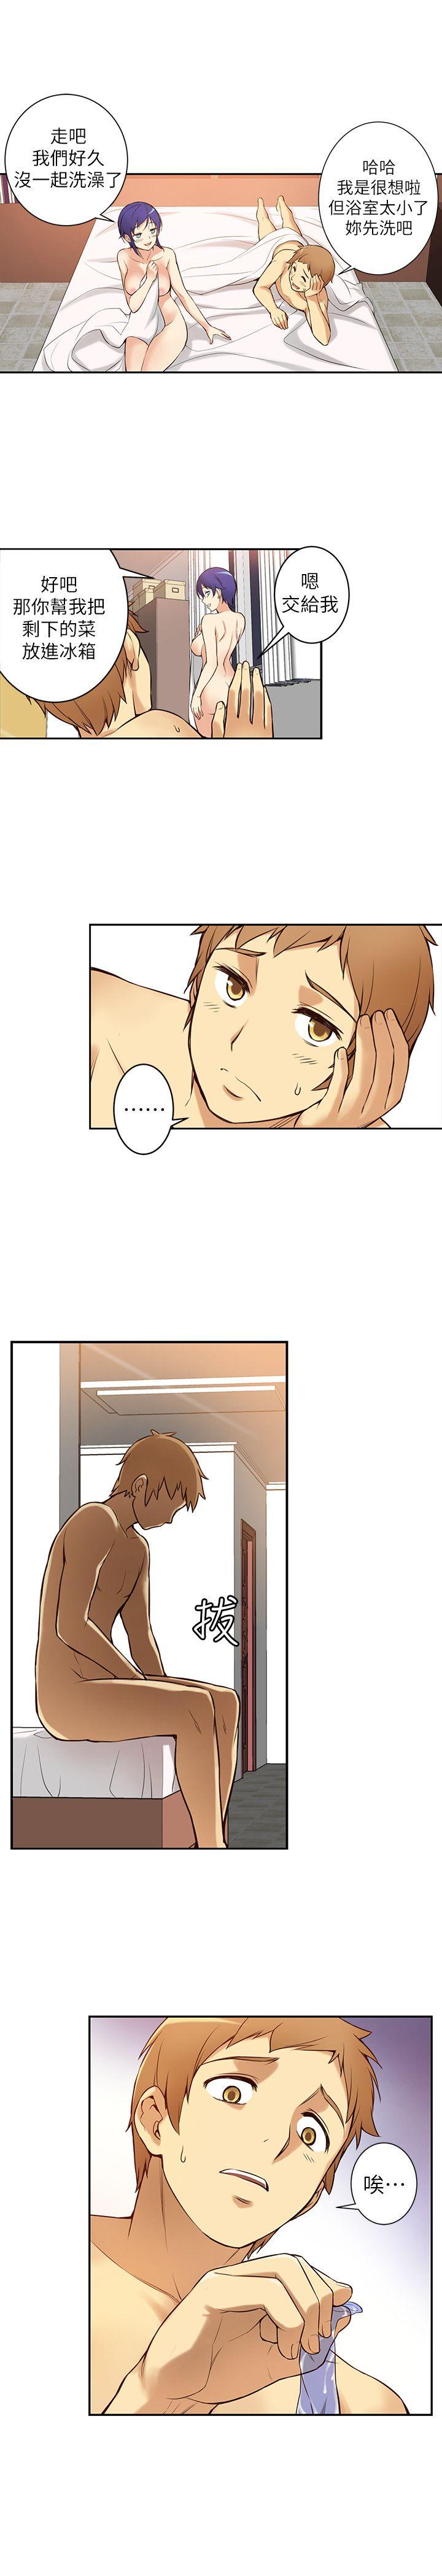 走吧
我們好久
沒一起洗澡了
哈哈
我是很想啦
但浴室太小了
妳先洗吧
好吧
那你幫我把
剩下的菜
放進冰箱
嗯
交給我
……
拔
唉…